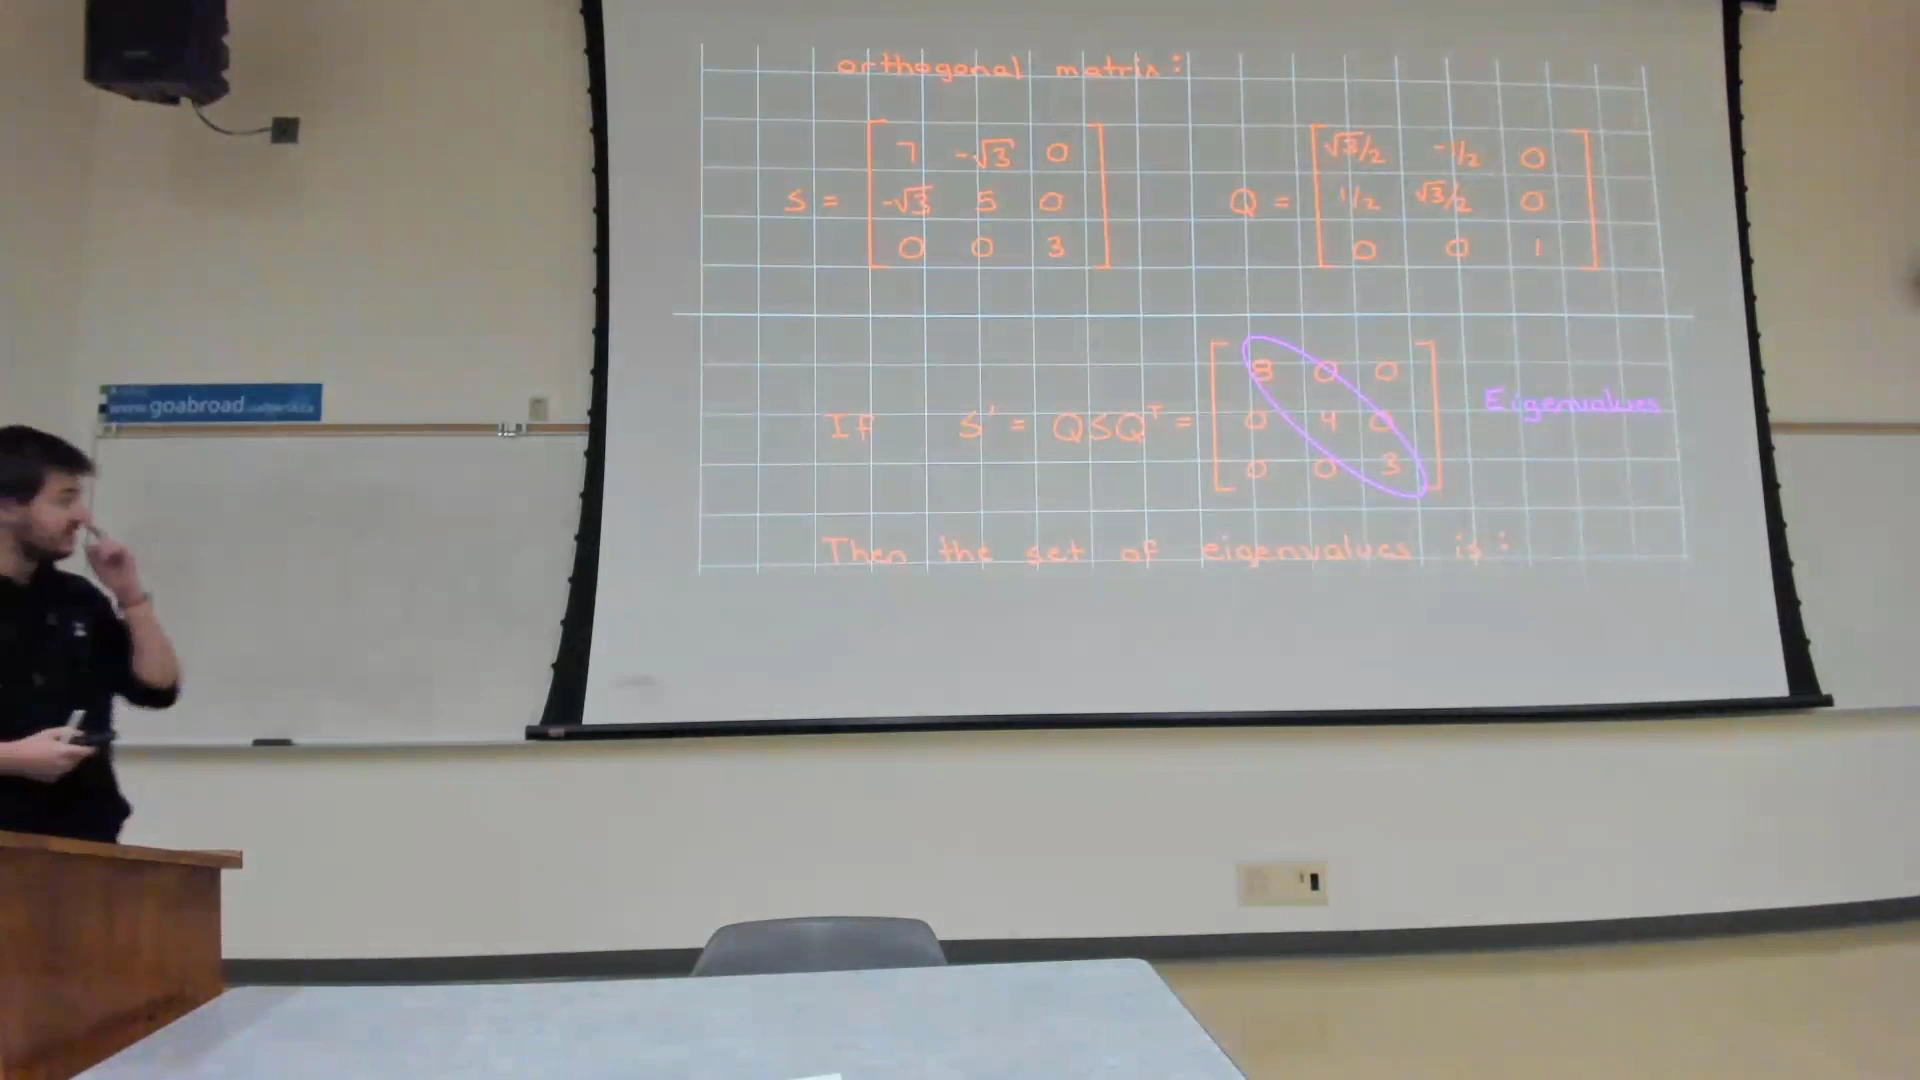 orthogonal matrix:
S = [ 7 -√3 0
-√3 5 0
0 0 3 ]
Q = [ √3/2 -1/2 0
1/2 √3/2 0
0 0 1 ]
If S' = QSQᵀ = [ 8 0 0
0 4 0
0 0 3 ]
Eigenvalues
Then the set of eigenvalues is:
www.goabroad